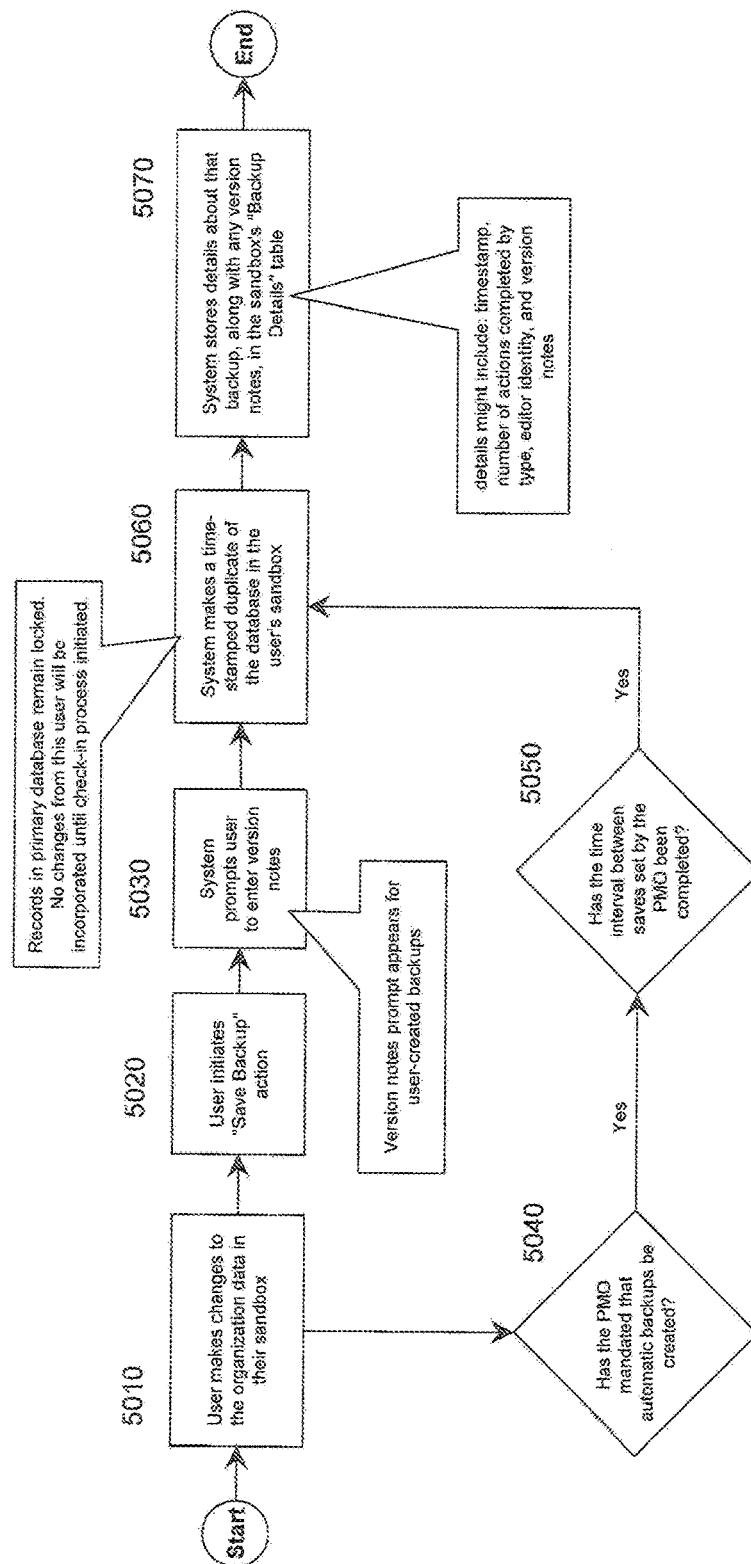 Start
5010
User makes changes to
the organization data in
their sandbox
5020
User initiates
"Save Backup"
action
5030
System
prompts user
to enter version
notes
Version notes prompt appears for
user-created backups
Records in primary database remain locked.
No changes from this user will be
incorporated until check-in process initiated.
5060
System makes a time-
stamped duplicate of
the database in the
user's sandbox
5070
System stores details about that
backup, along with any version
notes, in the sandbox's "Backup
Details" table
details might include: timestamp,
number of actions completed by
type, editor identity, and version
notes
End
5040
Has the PMO
mandated that
automatic backups be
created?
Yes
5050
Has the time
interval between
saves set by the
PMO been
completed?
Yes